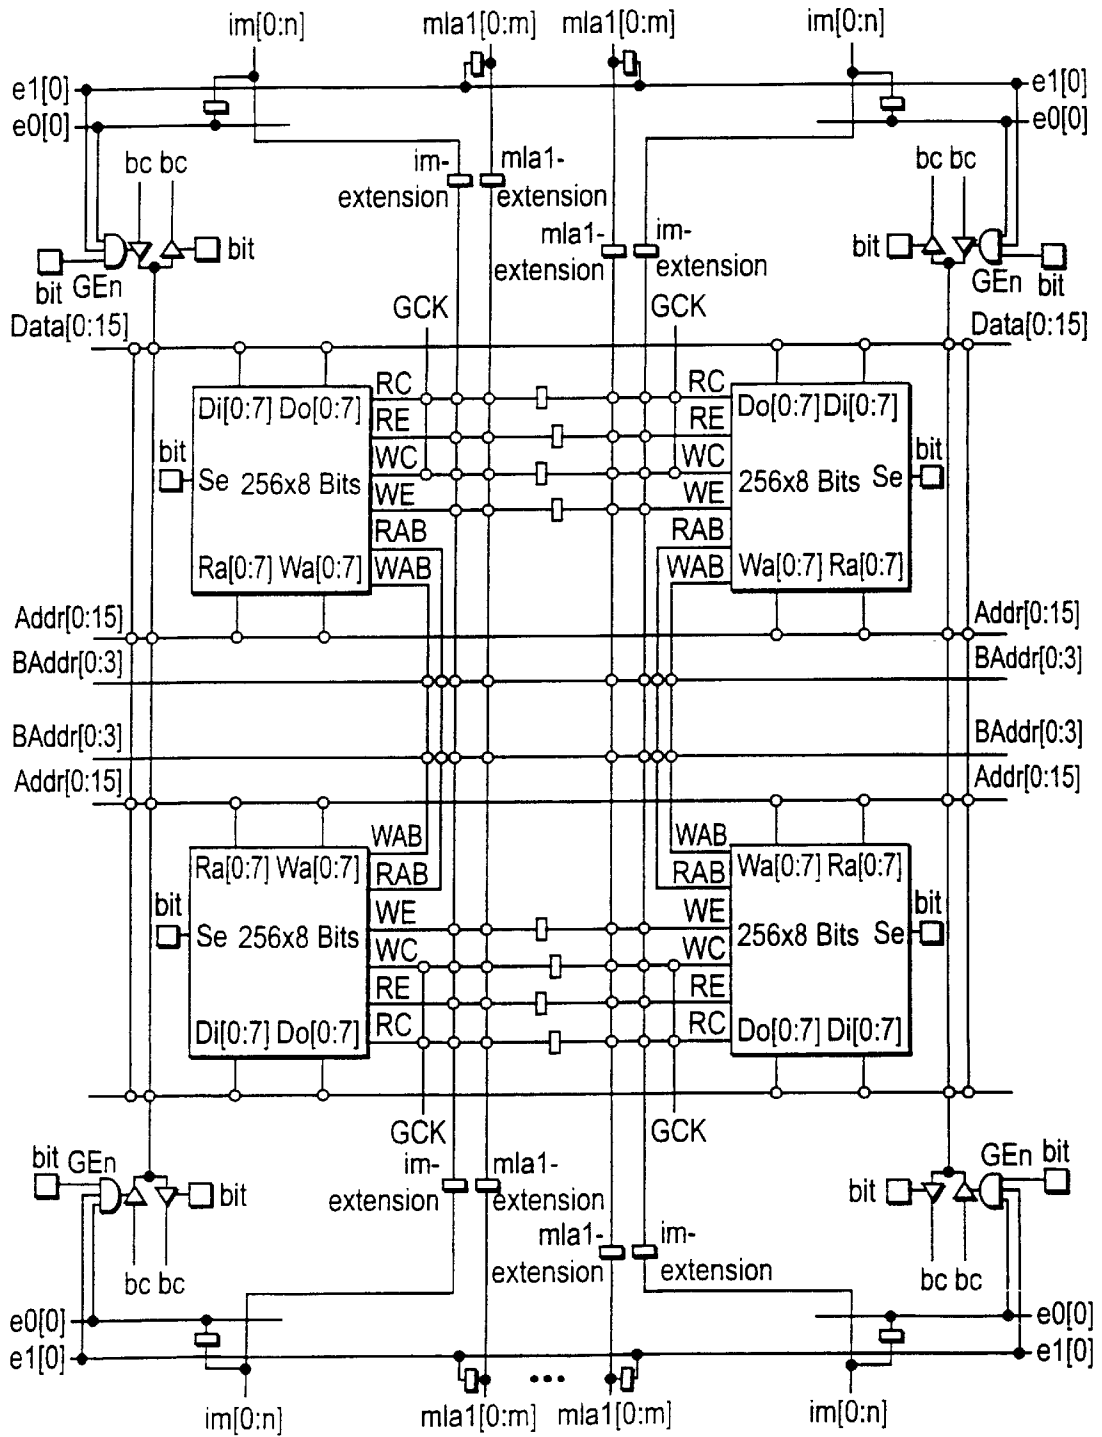 im[0:n] mla1[0:m] mla1[0:m] im[0:n]
e1[0] e1[0]
e0[0] e0[0]
bc bc im- mla1- bc bc
extension extension
bit mla1- im- bit
extension extension
bit GEn GEn bit
GCK GCK
Data[0:15] Data[0:15]
RC RC
Di[0:7] Do[0:7] Do[0:7] Di[0:7]
RE RE
bit WC WC bit
Se 256x8 Bits 256x8 Bits Se
WE WE
RAB RAB
Ra[0:7] Wa[0:7] WAB WAB Wa[0:7] Ra[0:7]
Addr[0:15] Addr[0:15]
BAddr[0:3] BAddr[0:3]
BAddr[0:3] BAddr[0:3]
Addr[0:15] Addr[0:15]
WAB WAB
Ra[0:7] Wa[0:7] Wa[0:7] Ra[0:7]
RAB RAB
bit WE WE bit
Se 256x8 Bits 256x8 Bits Se
WC WC
RE RE
Di[0:7] Do[0:7] RC RC Do[0:7] Di[0:7]
GCK GCK
bit GEn im- mla1- GEn bit
bit extension extension bit
mla1- im-
extension extension
bc bc bc bc
e0[0] e0[0]
e1[0] e1[0]
•••
im[0:n] mla1[0:m] mla1[0:m] im[0:n]